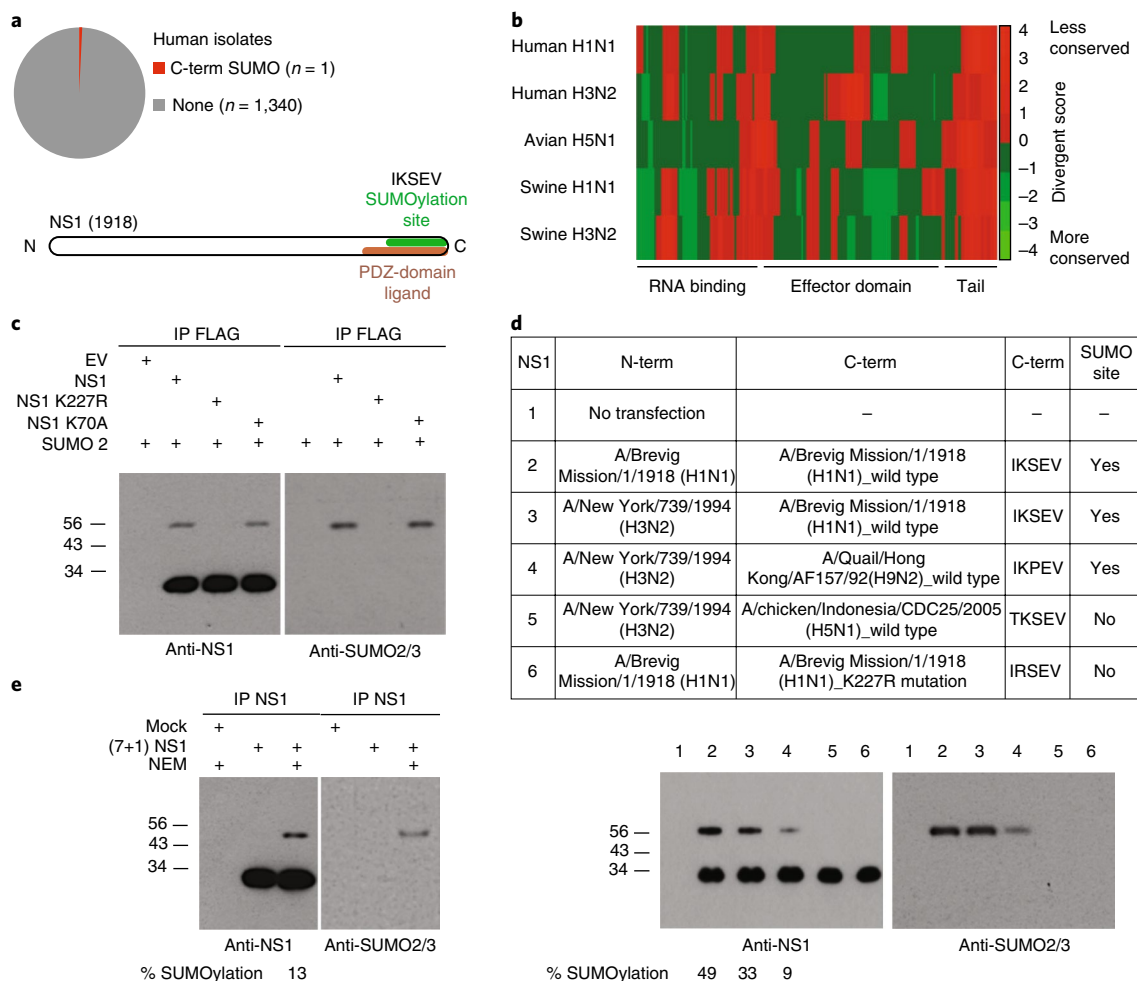 a
Human isolates
C-term SUMO (n = 1)
None (n = 1,340)
IKSEV
SUMOylation
site
NS1 (1918)
N
C
PDZ-domain
ligand
b
Human H1N1
Human H3N2
Avian H5N1
Swine H1N1
Swine H3N2
RNA binding
Effector domain
Tail
4
3
2
1
0
–1
–2
–3
–4
Less
conserved
Divergent score
More
conserved
c
IP FLAG
IP FLAG
EV +
NS1 + +
NS1 K227R + +
NS1 K70A + +
SUMO 2 + + + + + + + +
56
43
34
Anti-NS1
Anti-SUMO2/3
d
NS1 N-term C-term C-term SUMO
site
1 No transfection – – –
2 A/Brevig
Mission/1/1918 (H1N1) A/Brevig Mission/1/1918
(H1N1)_wild type IKSEV Yes
3 A/New York/739/1994
(H3N2) A/Brevig Mission/1/1918
(H1N1)_wild type IKSEV Yes
4 A/New York/739/1994
(H3N2) A/Quail/Hong
Kong/AF157/92(H9N2)_wild type IKPEV Yes
5 A/New York/739/1994
(H3N2) A/chicken/Indonesia/CDC25/2005
(H5N1)_wild type TKSEV No
6 A/Brevig
Mission/1/1918 (H1N1) A/Brevig Mission/1/1918
(H1N1)_K227R mutation IRSEV No
1 2 3 4 5 6
1 2 3 4 5 6
56
43
34
Anti-NS1
Anti-SUMO2/3
% SUMOylation 49 33 9
e
IP NS1
IP NS1
Mock + +
(7+1) NS1 + + + +
NEM + + +
56
43
34
Anti-NS1
Anti-SUMO2/3
% SUMOylation 13